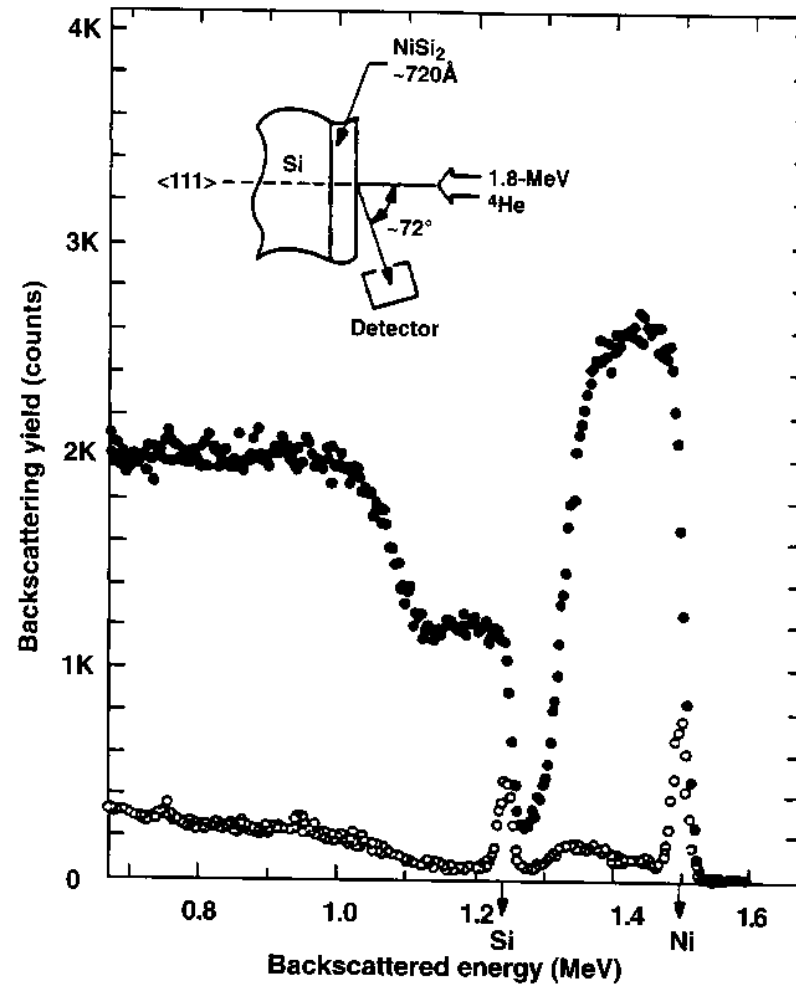 4K
NiSi2
~720Å
Si
<111>
1.8-MeV
4He
~72°
3K
Detector
2K
1K
0
0.8
1.0
1.2
1.4
1.6
Si
Ni
Backscattered energy (MeV)
Backscattering yield (counts)